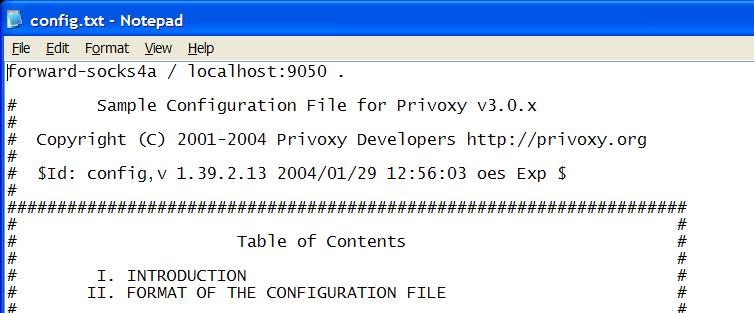 config.txt - Notepad
File Edit Format View Help
forward-socks4a / localhost:9050 .
#        Sample Configuration File for Privoxy v3.0.x
#
#  Copyright (C) 2001-2004 Privoxy Developers http://privoxy.org
#
#  $Id: config,v 1.39.2.13 2004/01/29 12:56:03 oes Exp $
#
####################################################################
#                                                                  #
#                      Table of Contents                           #
#                                                                  #
#        I. INTRODUCTION                                           #
#       II. FORMAT OF THE CONFIGURATION FILE                       #
#                                                                  #